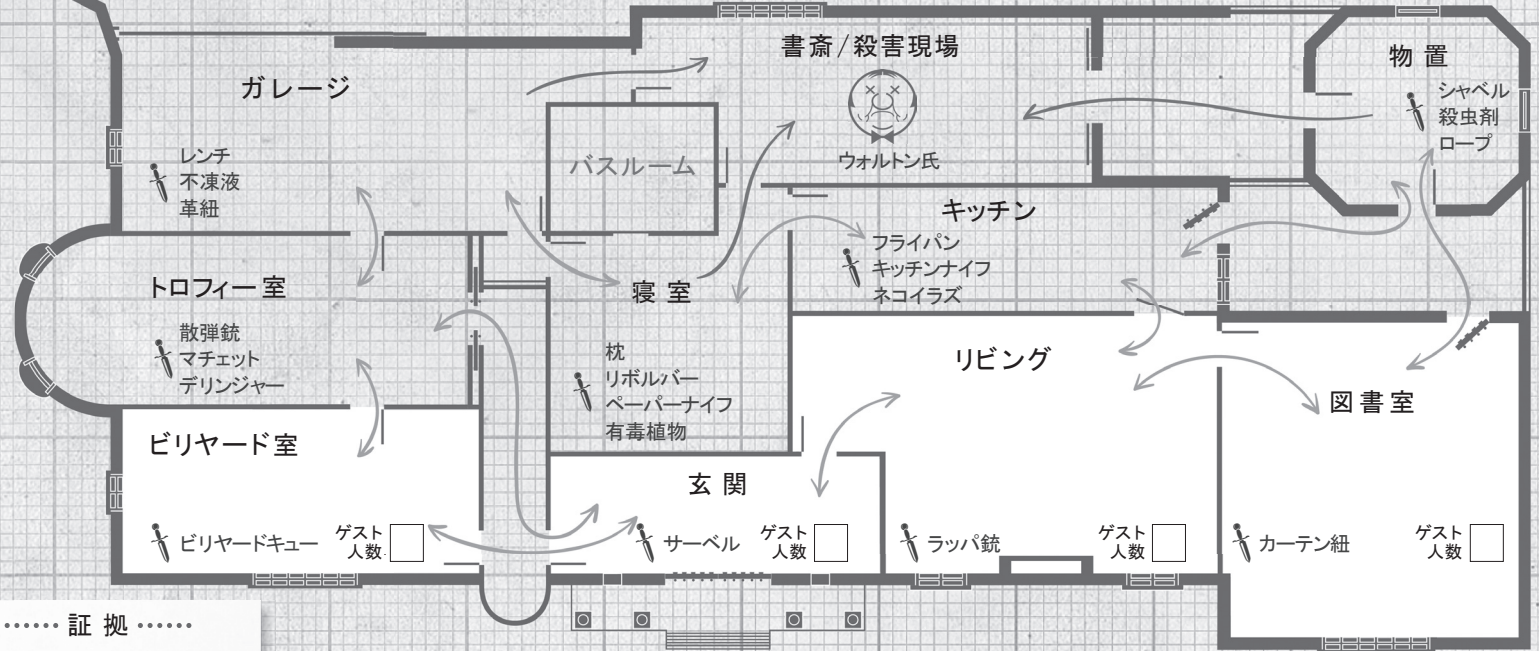 書斎/殺害現場
ウォルトン氏
物置
シャベル
殺虫剤
ロープ
ガレージ
レンチ
不凍液
革紐
バスルーム
キッチン
フライパン
キッチンナイフ
ネコイラズ
トロフィー室
散弾銃
マチェット
デリンジャー
寝室
枕
リボルバー
ペーパーナイフ
有毒植物
リビング
ラッパ銃
ゲスト
人数
図書室
カーテン紐
ゲスト
人数
ビリヤード室
ビリヤードキュー
ゲスト
人数
玄関
サーベル
ゲスト
人数
……証拠……